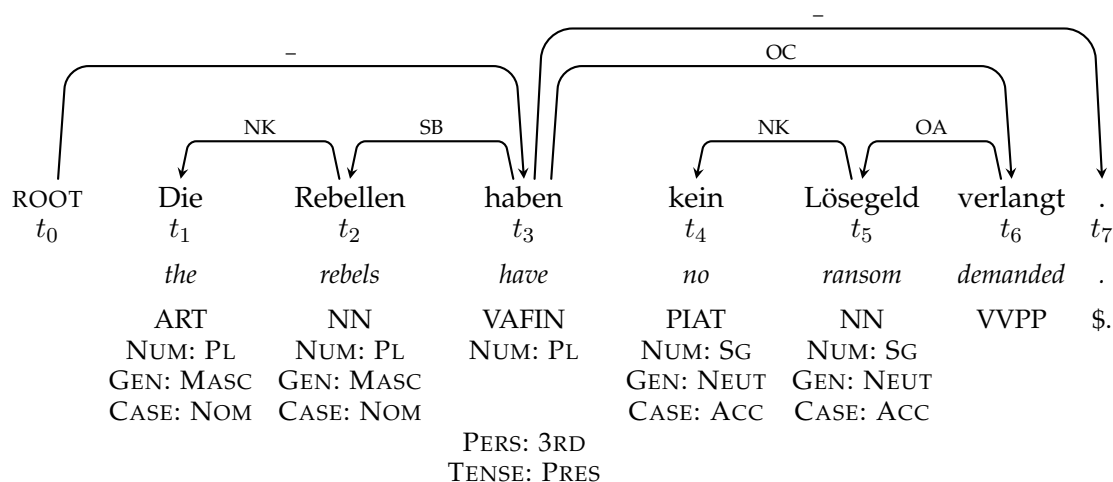 –
– OC
NK SB NK OA
ROOT Die Rebellen haben kein Lösegeld verlangt .
t0 t1 t2 t3 t4 t5 t6 t7
the rebels have no ransom demanded .
ART NN VAFIN PIAT NN VVPP $.
NUM: PL NUM: PL NUM: PL NUM: SG NUM: SG
GEN: MASC GEN: MASC GEN: NEUT GEN: NEUT
CASE: NOM CASE: NOM CASE: ACC CASE: ACC
PERS: 3RD
TENSE: PRES